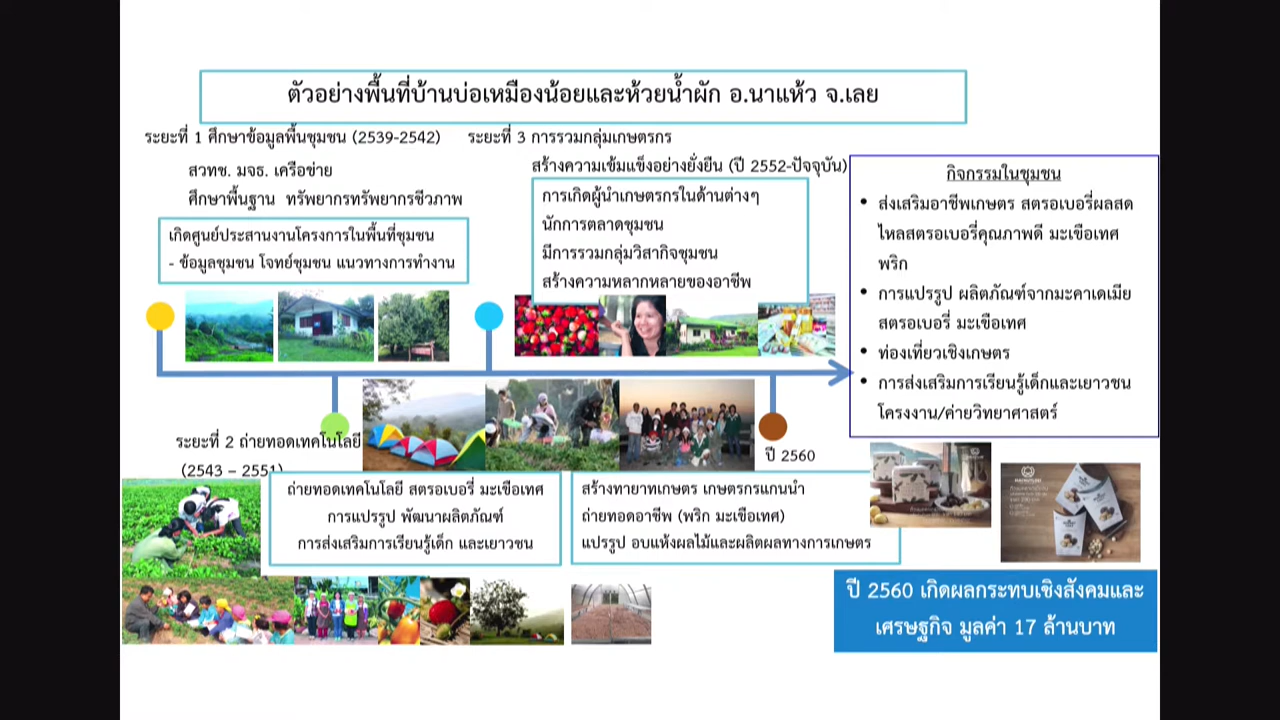 ตัวอย่างพื้นที่บ้านบ่อเหมืองน้อยและห้วยน้ำผัก อ.นาแห้ว จ.เลย
ระยะที่ 1 ศึกษาข้อมูลพื้นชุมชน (2539-2542)
สวทช. มจธ. เครือข่าย
ศึกษาพื้นฐาน ทรัพยากรทรัพยากรชีวภาพ
เกิดศูนย์ประสานงานโครงการในพื้นที่ชุมชน
- ข้อมูลชุมชน โจทย์ชุมชน แนวทางการทำงาน
ระยะที่ 3 การรวมกลุ่มเกษตรกร
สร้างความเข้มแข็งอย่างยั่งยืน (ปี 2552-ปัจจุบัน)
การเกิดผู้นำเกษตรกรในด้านต่างๆ
นักการตลาดชุมชน
มีการรวมกลุ่มวิสากิจชุมชน
สร้างความหลากหลายของอาชีพ
กิจกรรมในชุมชน
• ส่งเสริมอาชีพเกษตร สตรอเบอรี่ผลสด
ไหลสตรอเบอรี่คุณภาพดี มะเขือเทศ
พริก
• การแปรรูป ผลิตภัณฑ์จากมะคาเดเมีย
สตรอเบอรี่ มะเขือเทศ
• ท่องเที่ยวเชิงเกษตร
• การส่งเสริมการเรียนรู้เด็กและเยาวชน
โครงงาน/ค่ายวิทยาศาสตร์
ระยะที่ 2 ถ่ายทอดเทคโนโลยี
(2543 – 2551)
ถ่ายทอดเทคโนโลยี สตรอเบอรี่ มะเขือเทศ
การแปรรูป พัฒนาผลิตภัณฑ์
การส่งเสริมการเรียนรู้เด็ก และเยาวชน
ปี 2560
สร้างทายาทเกษตร เกษตรกรแกนนำ
ถ่ายทอดอาชีพ (พริก มะเขือเทศ)
แปรรูป อบแห้งผลไม้และผลิตผลทางการเกษตร
ปี 2560 เกิดผลกระทบเชิงสังคมและ
เศรษฐกิจ มูลค่า 17 ล้านบาท